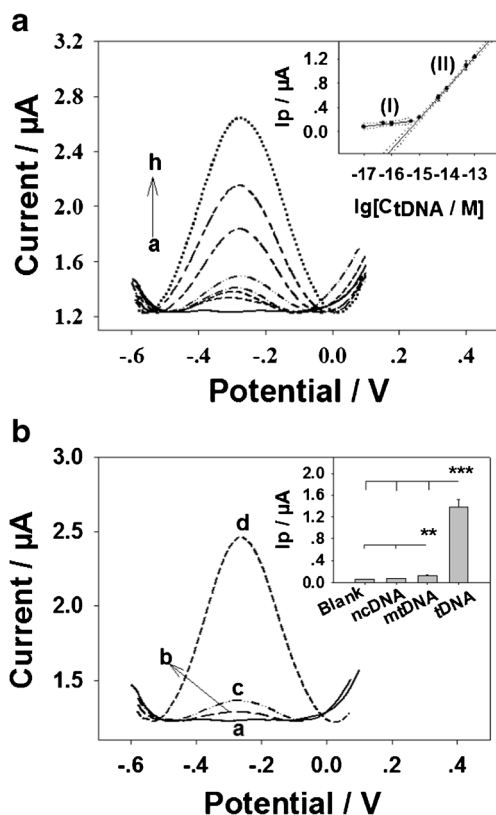 a
3.2
2.8
2.4
2.0
1.6
1.2
Current / µA
h
a
-.6 -.4 -.2 0.0 .2 .4
Potential / V
1.2
0.8
0.4
0.0
Ip / µA
(I)
(II)
-17 -16 -15 -14 -13
lg[CtDNA / M]
b
3.0
2.5
2.0
1.5
Current / µA
d
b
c
a
-.6 -.4 -.2 0.0 .2 .4
Potential / V
2.0
1.6
1.2
.8
.4
0.0
Ip / µA
***
**
Blank
ncDNA
mtDNA
tDNA